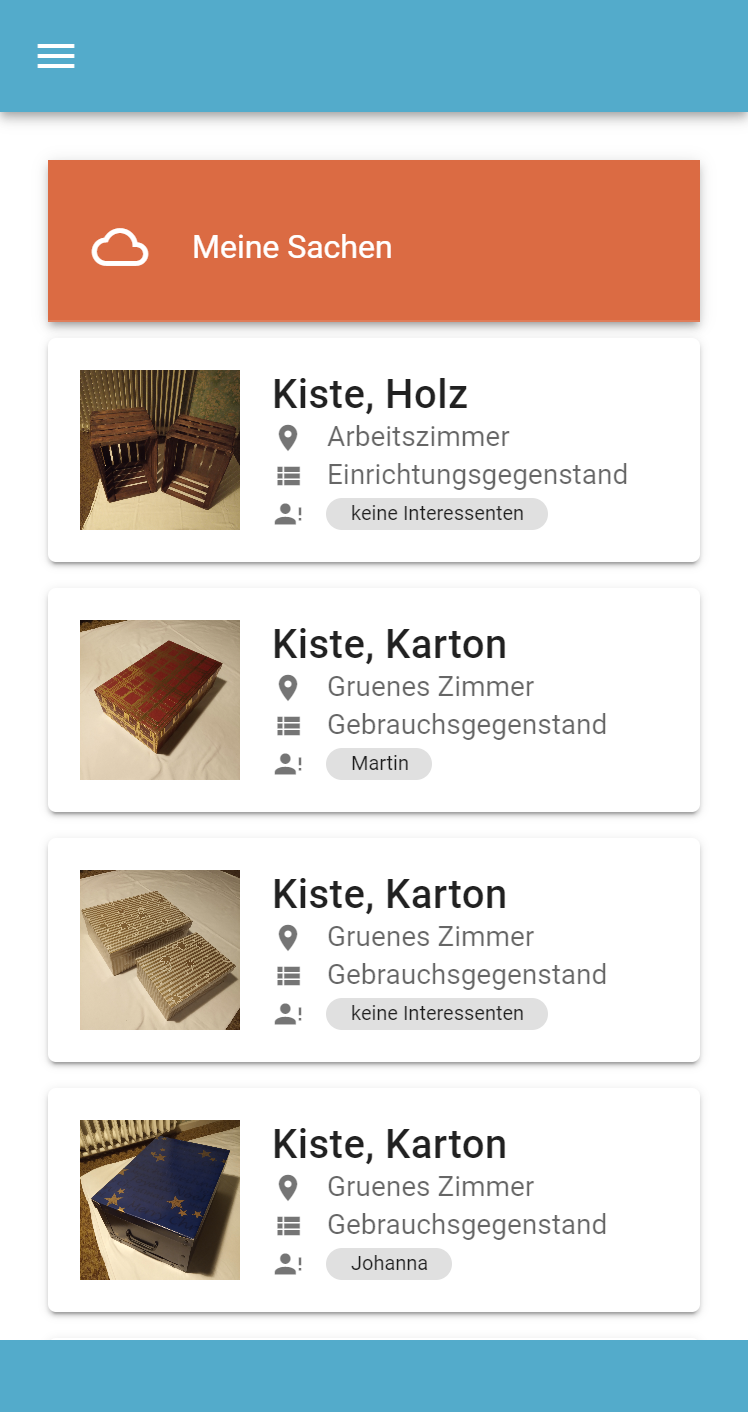 Meine Sachen
Kiste, Holz
Arbeitszimmer
Einrichtungsgegenstand
keine Interessenten
Kiste, Karton
Gruenes Zimmer
Gebrauchsgegenstand
Martin
Kiste, Karton
Gruenes Zimmer
Gebrauchsgegenstand
keine Interessenten
Kiste, Karton
Gruenes Zimmer
Gebrauchsgegenstand
Johanna